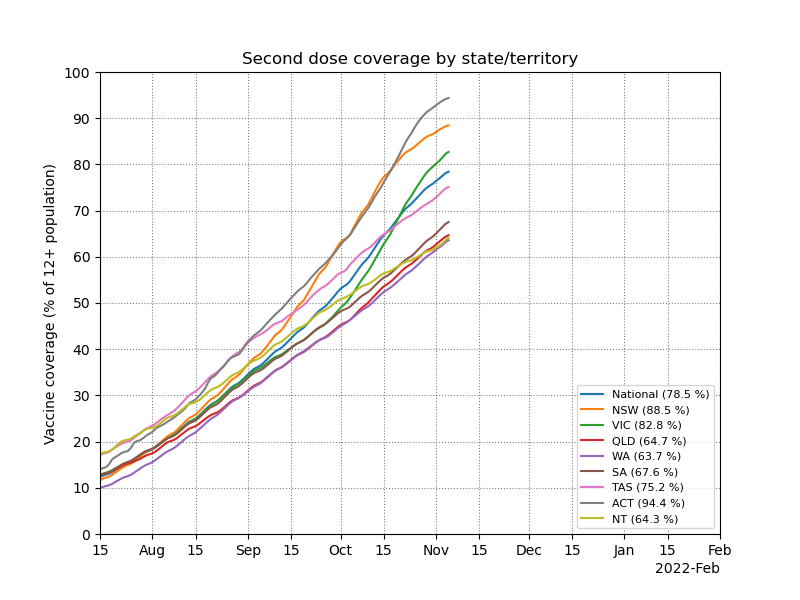 Second dose coverage by state/territory
Vaccine coverage (% of 12+ population)
100
90
80
70
60
50
40
30
20
10
0
National (78.5 %)
NSW (88.5 %)
VIC (82.8 %)
QLD (64.7 %)
WA (63.7 %)
SA (67.6 %)
TAS (75.2 %)
ACT (94.4 %)
NT (64.3 %)
15 Aug 15 Sep 15 Oct 15 Nov 15 Dec 15 Jan 15 Feb
2022-Feb